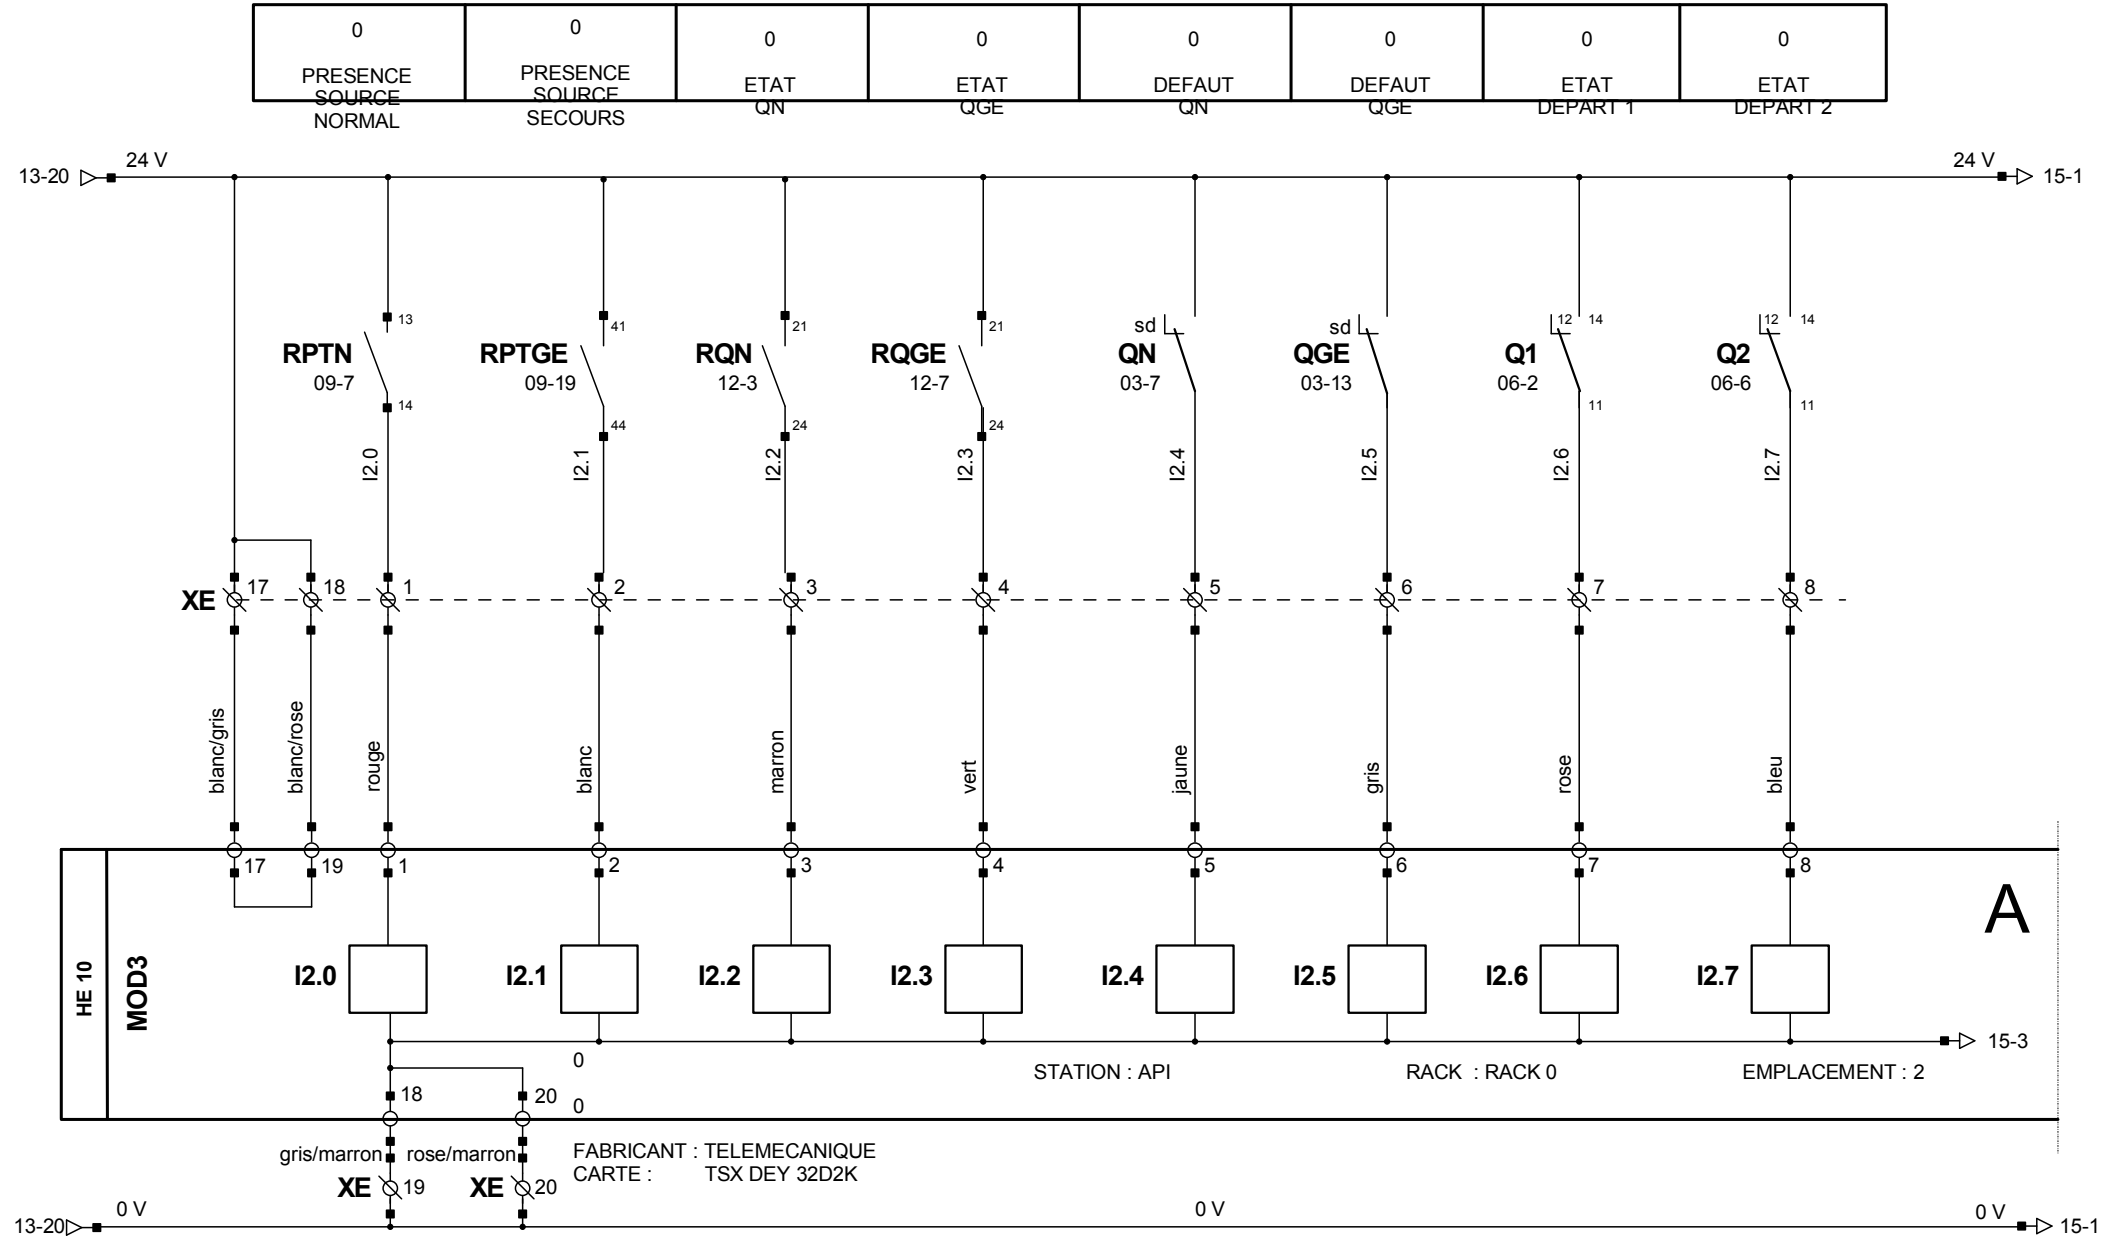 0 0 0 0 0 0 0 0
PRESENCE SOURCE NORMAL
PRESENCE SOURCE SECOURS
ETAT QN
ETAT QGE
DEFAUT QN
DEFAUT QGE
ETAT DEPART 1
ETAT DEPART 2
24 V 24 V
13-20 15-1
13 41 21 21 sd sd 12 14 12 14
RPTN RPTGE RQN RQGE QN QGE Q1 Q2
09-7 09-19 12-3 12-7 03-7 03-13 06-2 06-6
14 44 24 24 11 11
I2.0 I2.1 I2.2 I2.3 I2.4 I2.5 I2.6 I2.7
XE 17 18 1 2 3 4 5 6 7 8
blanc/gris blanc/rose rouge blanc marron vert jaune gris rose bleu
17 19 1 2 3 4 5 6 7 8
A
HE 10
MOD3
I2.0 I2.1 I2.2 I2.3 I2.4 I2.5 I2.6 I2.7
15-3
0
STATION : API RACK : RACK 0 EMPLACEMENT : 2
18 20 0
gris/marron rose/marron
FABRICANT : TELEMECANIQUE
CARTE : TSX DEY 32D2K
XE 19 XE 20
0 V 0 V 0 V
13-20 15-1